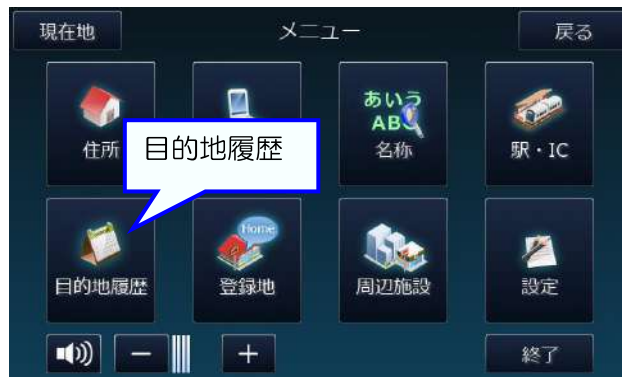 現在地
メニュー
戻る
あいう
ABC
住所
名称
駅・IC
目的地履歴
Home
目的地履歴
登録地
周辺施設
設定
− +
終了